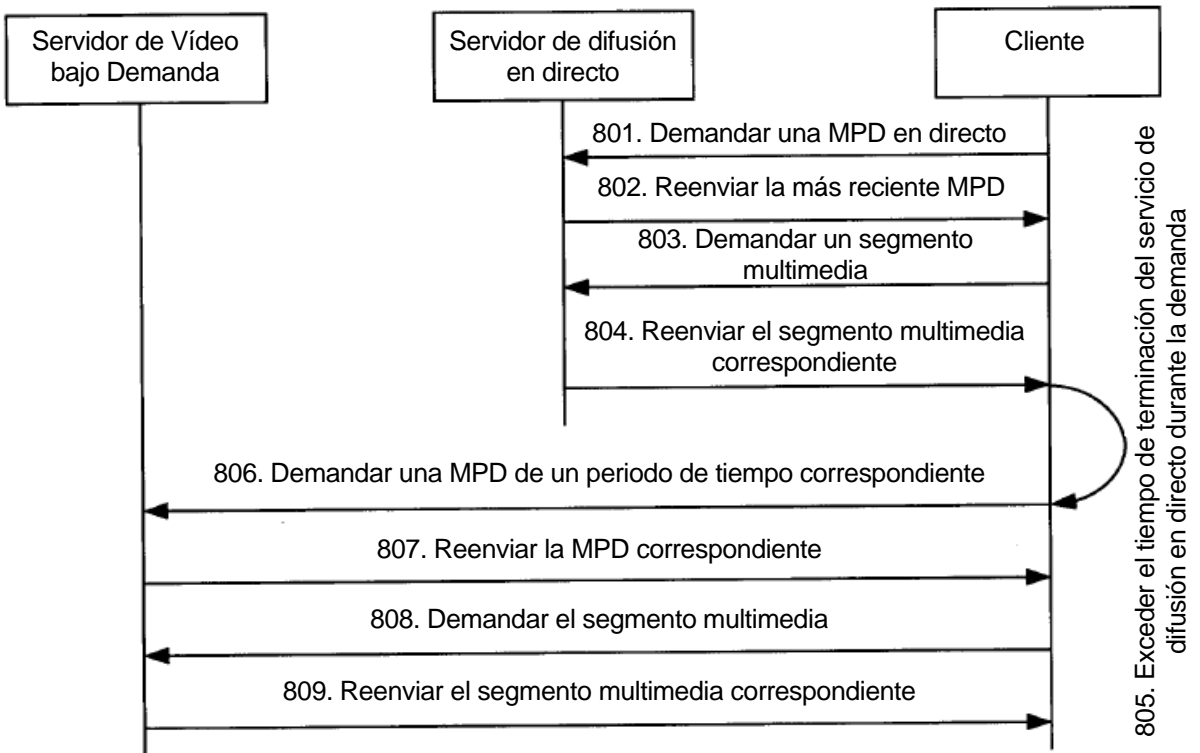 Servidor de Vídeo
bajo Demanda
Servidor de difusión
en directo
Cliente
801. Demandar una MPD en directo
802. Reenviar la más reciente MPD
803. Demandar un segmento
multimedia
804. Reenviar el segmento multimedia
correspondiente
805. Exceder el tiempo de terminación del servicio de
difusión en directo durante la demanda
806. Demandar una MPD de un periodo de tiempo correspondiente
807. Reenviar la MPD correspondiente
808. Demandar el segmento multimedia
809. Reenviar el segmento multimedia correspondiente